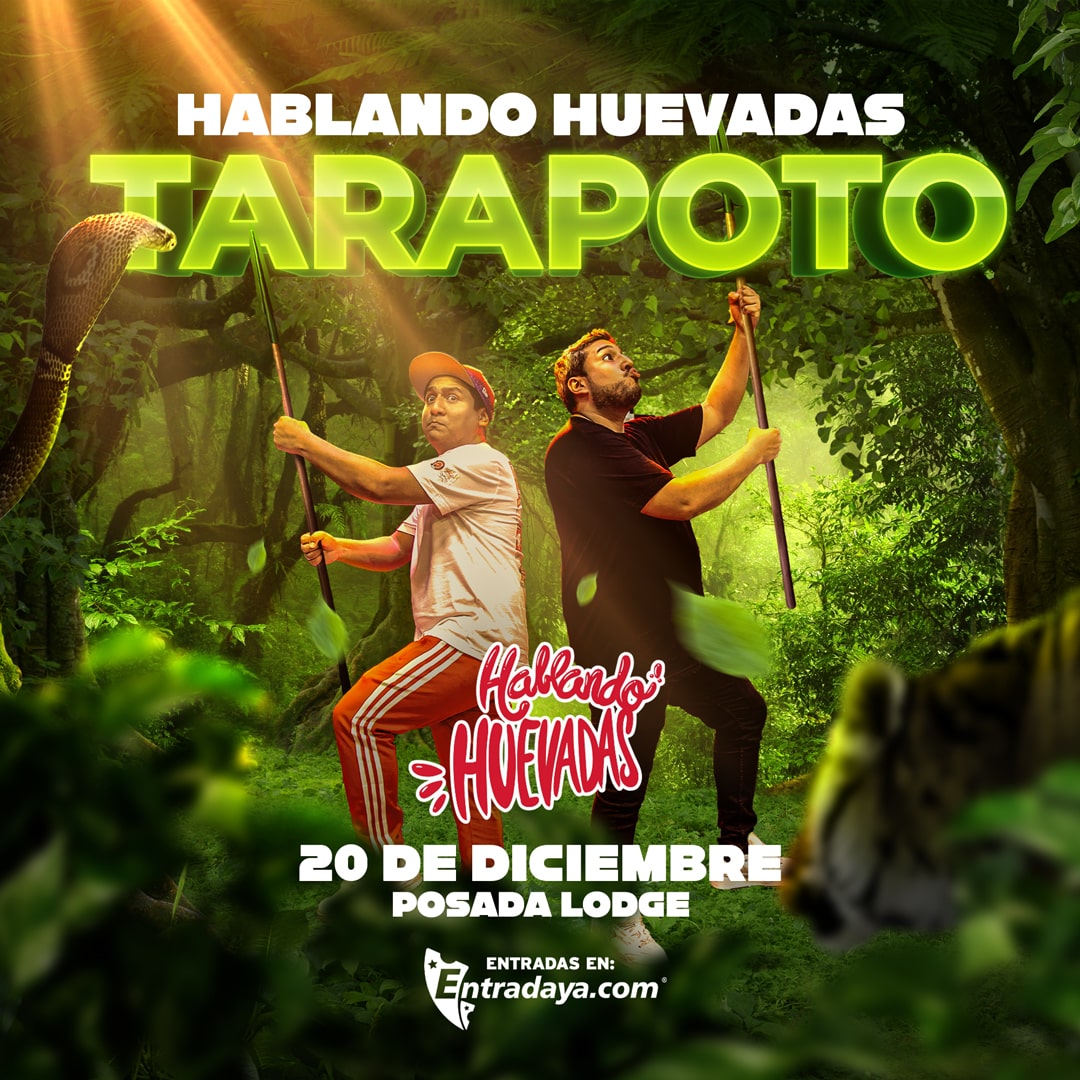 HABLANDO HUEVADAS
TARAPOTO
Hablando
HUEVADAS
20 DE DICIEMBRE
POSADA LODGE
ENTRADAS EN:
Entradaya.com®